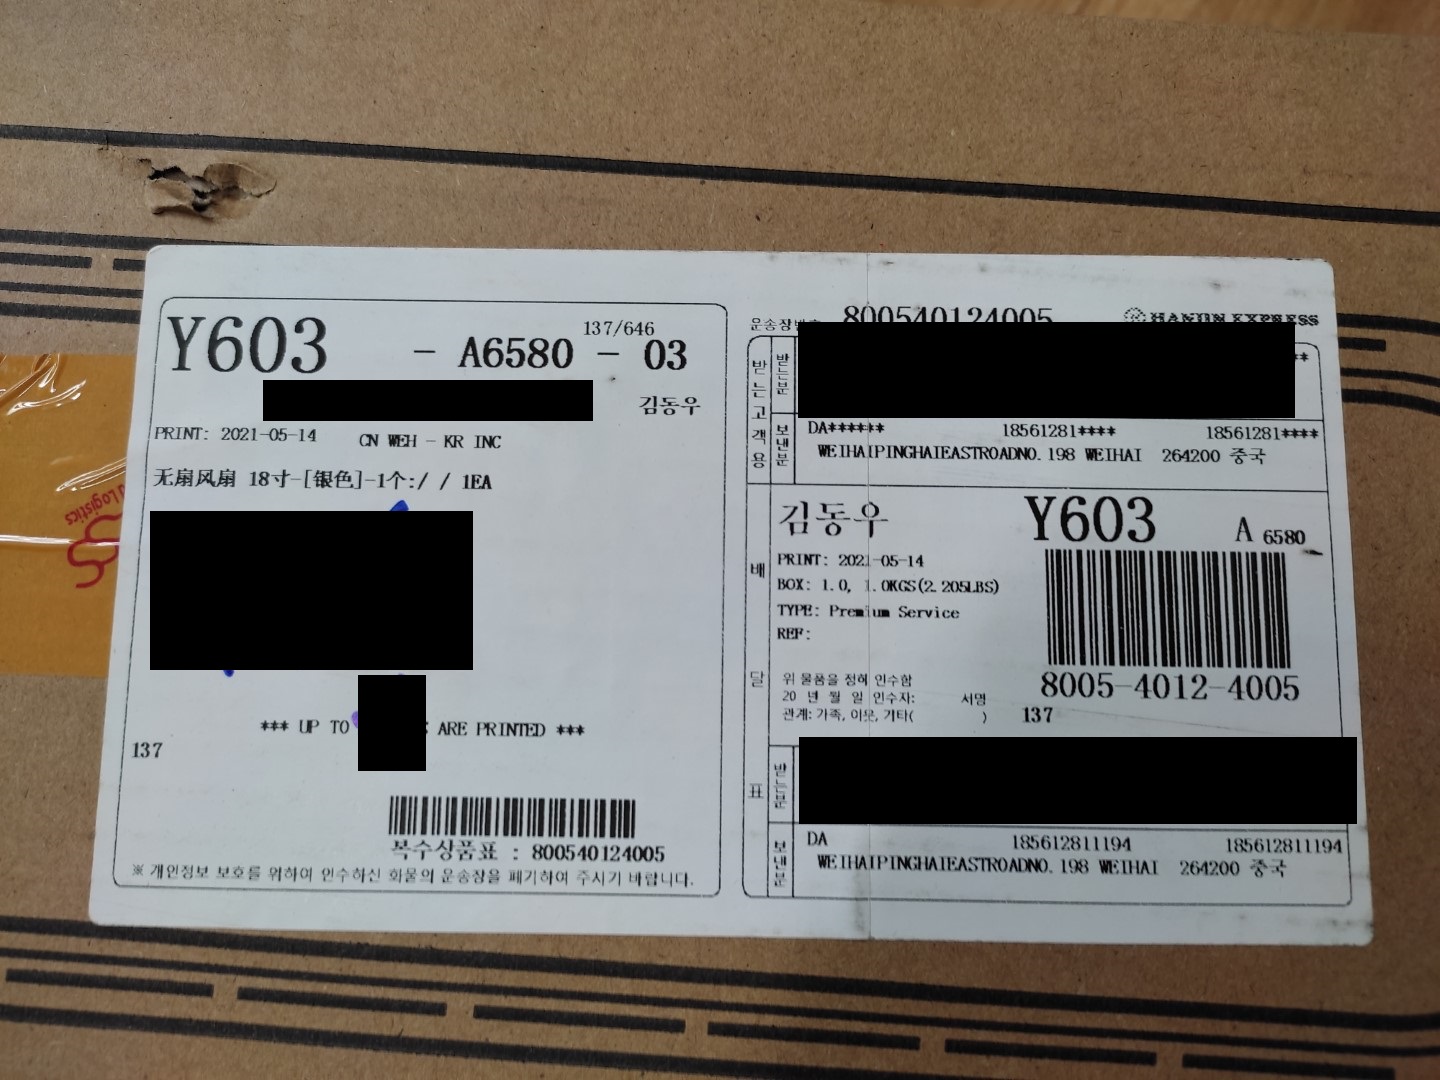 137/646
Y603 - A6580 - 03
김동우
PRINT: 2021-05-14 CN WEH - KR INC
无扇风扇 18寸-[银色]-1个:/ / 1EA
*** UP TO ARE PRINTED ***
137
복수상품표 : 800540124005
※ 개인정보 보호를 위하여 인수하신 화물의 운송장을 폐기하여 주시기 바랍니다.
800540124005 HANJIN EXPRESS
받는고객용
받는분
**
보낸분
DA****** 18561281**** 18561281****
WEIHAIPINGHAIEASTROADNO.198 WEIHAI 264200 중국
배달표
김동우 Y603 A 6580
PRINT: 2021-05-14
BOX: 1.0, 1.0KGS(2.205LBS)
TYPE: Premium Service
REF:
위 물품을 정히 인수함
20 년 월 일 인수자: 서명
관계: 가족, 이웃, 기타( )
8005-4012-4005
137
받는분
보낸분
DA 185612811194 185612811194
WEIHAIPINGHAIEASTROADNO.198 WEIHAI 264200 중국
Logistics